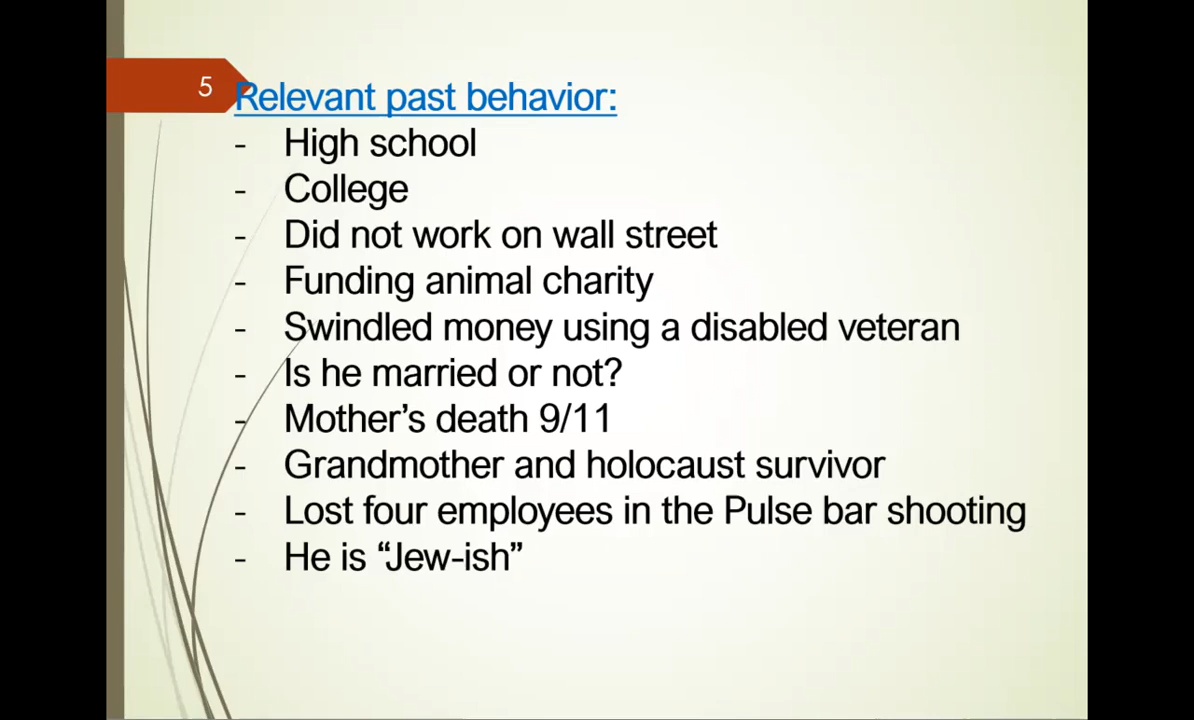 5
Relevant past behavior:
- High school
- College
- Did not work on wall street
- Funding animal charity
- Swindled money using a disabled veteran
- Is he married or not?
- Mother’s death 9/11
- Grandmother and holocaust survivor
- Lost four employees in the Pulse bar shooting
- He is “Jew-ish”